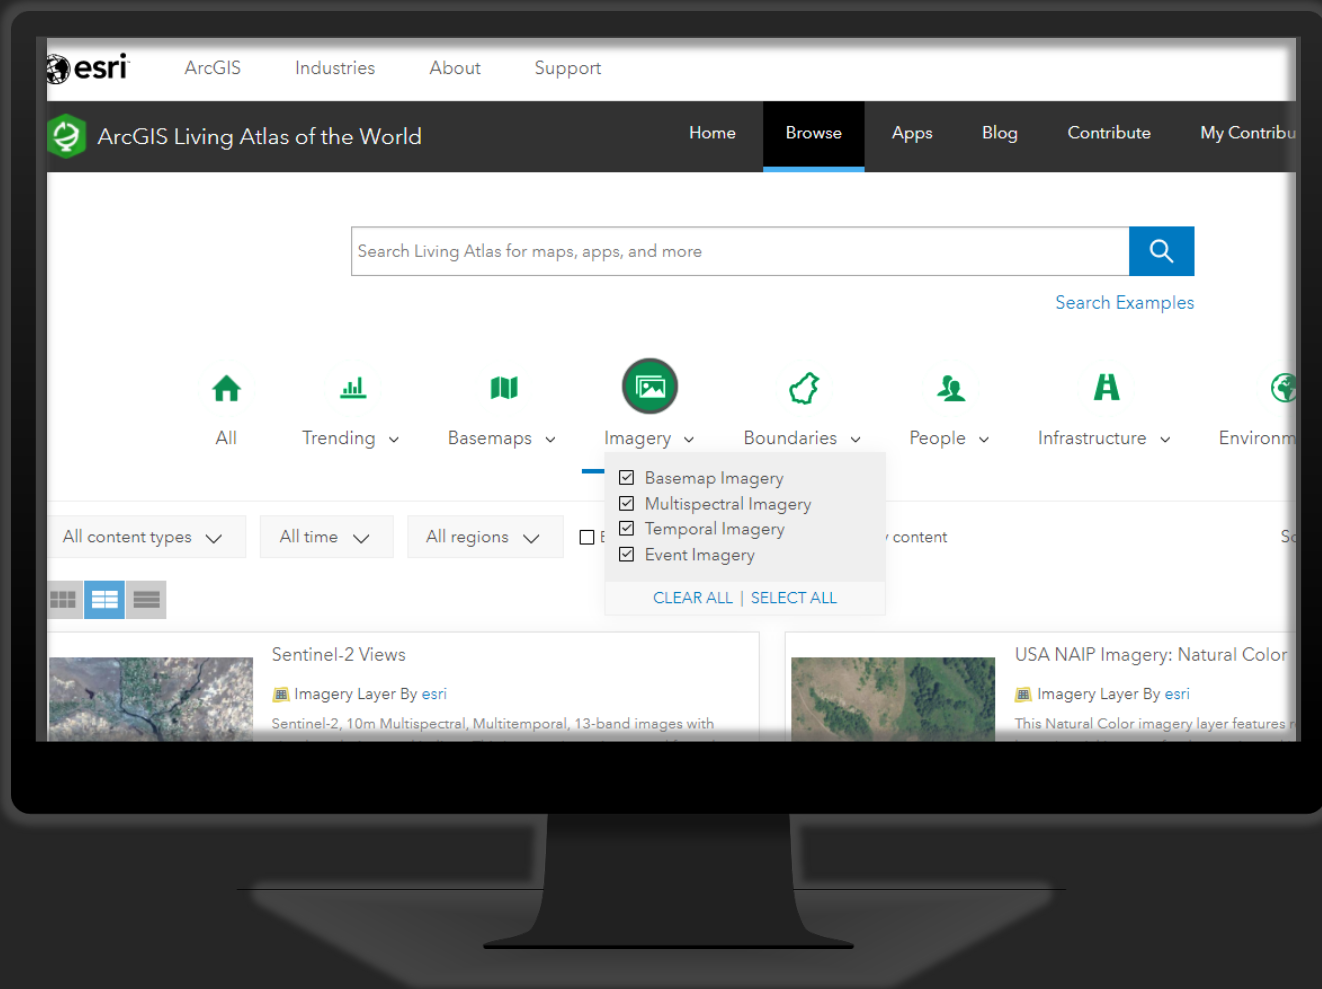 esri
ArcGIS Industries About Support
ArcGIS Living Atlas of the World
Home Browse Apps Blog Contribute My Contribu
Search Living Atlas for maps, apps, and more
Search Examples
All Trending Basemaps Imagery Boundaries People Infrastructure Environm
Basemap Imagery
Multispectral Imagery
Temporal Imagery
Event Imagery
CLEAR ALL | SELECT ALL
All content types All time All regions content
Sentinel-2 Views
Imagery Layer By esri
Sentinel-2, 10m Multispectral, Multitemporal, 13-band images with
USA NAIP Imagery: Natural Color
Imagery Layer By esri
This Natural Color imagery layer features